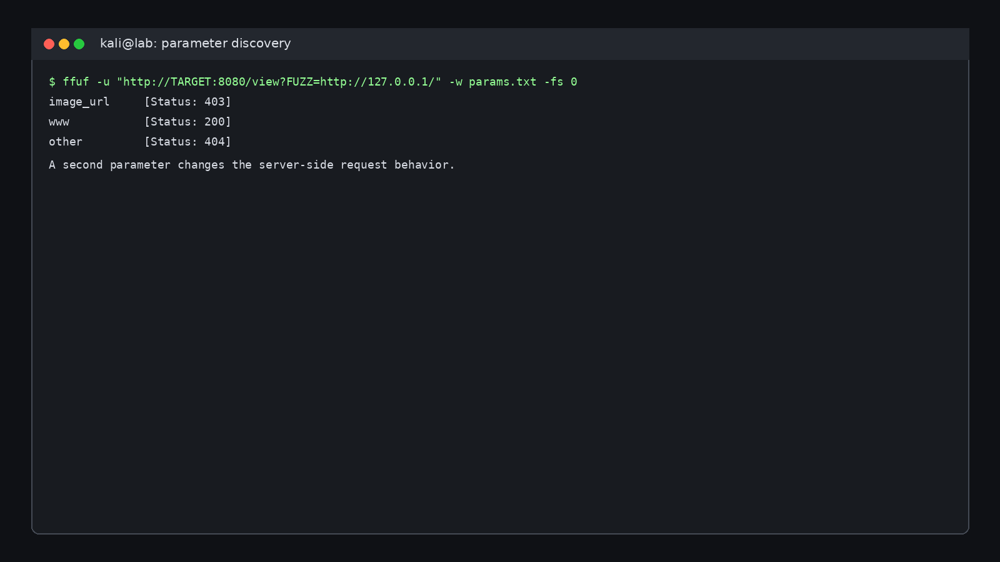 kali@lab: parameter discovery
$ ffuf -u "http://TARGET:8080/view?FUZZ=http://127.0.0.1/" -w params.txt -fs 0
image_url [Status: 403]
www [Status: 200]
other [Status: 404]
A second parameter changes the server-side request behavior.